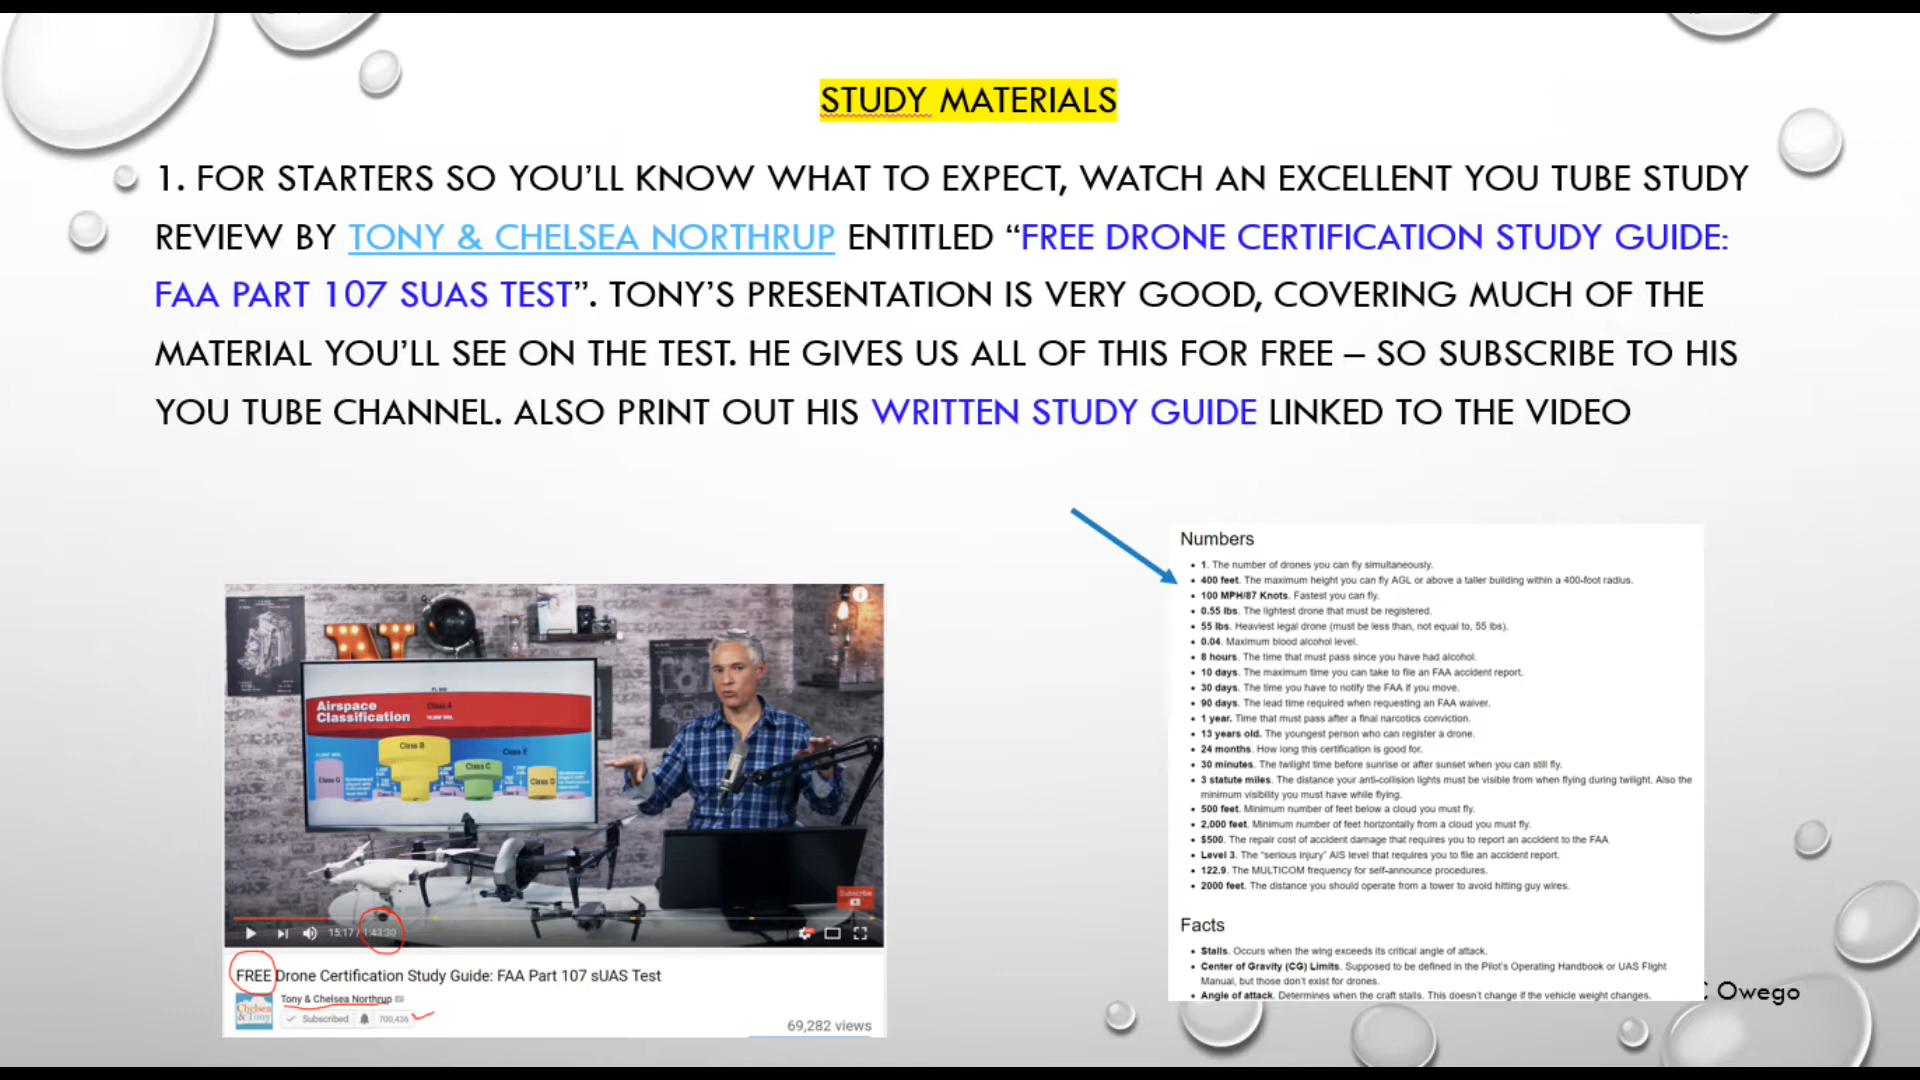 STUDY MATERIALS
1. FOR STARTERS SO YOU'LL KNOW WHAT TO EXPECT, WATCH AN EXCELLENT YOU TUBE STUDY
REVIEW BY TONY & CHELSEA NORTHRUP ENTITLED “FREE DRONE CERTIFICATION STUDY GUIDE:
FAA PART 107 SUAS TEST”. TONY'S PRESENTATION IS VERY GOOD, COVERING MUCH OF THE
MATERIAL YOU'LL SEE ON THE TEST. HE GIVES US ALL OF THIS FOR FREE – SO SUBSCRIBE TO HIS
YOU TUBE CHANNEL. ALSO PRINT OUT HIS WRITTEN STUDY GUIDE LINKED TO THE VIDEO
Airspace
Classification
Class A
Class B
Class E
Class C
Class G
Class D
Subscribe
15:17 / 1:43:30
FREE Drone Certification Study Guide: FAA Part 107 sUAS Test
Chelsea
& Tony
Tony & Chelsea Northrup
Subscribed 700,436
69,282 views
Numbers
1. The number of drones you can fly simultaneously.
400 feet. The maximum height you can fly AGL or above a taller building within a 400-foot radius.
100 MPH/87 Knots. Fastest you can fly.
0.55 lbs. The lightest drone that must be registered.
55 lbs. Heaviest legal drone (must be less than, not equal to, 55 lbs).
0.04. Maximum blood alcohol level.
8 hours. The time that must pass since you have had alcohol.
10 days. The maximum time you can take to file an FAA accident report.
30 days. The time you have to notify the FAA if you move.
90 days. The lead time required when requesting an FAA waiver.
1 year. Time that must pass after a final narcotics conviction.
13 years old. The youngest person who can register a drone.
24 months. How long this certification is good for.
30 minutes. The twilight time before sunrise or after sunset when you can still fly.
3 statute miles. The distance your anti-collision lights must be visible from when flying during twilight. Also the
minimum visibility you must have while flying.
500 feet. Minimum number of feet below a cloud you must fly.
2,000 feet. Minimum number of feet horizontally from a cloud you must fly.
$500. The repair cost of accident damage that requires you to report an accident to the FAA
Level 3. The "serious injury" AIS level that requires you to file an accident report.
122.9. The MULTICOM frequency for self-announce procedures.
2000 feet. The distance you should operate from a tower to avoid hitting guy wires.
Facts
Stalls. Occurs when the wing exceeds its critical angle of attack.
Center of Gravity (CG) Limits. Supposed to be defined in the Pilot's Operating Handbook or UAS Flight
Manual, but those don't exist for drones.
Angle of attack. Determines when the craft stalls. This doesn't change if the vehicle weight changes.
Owego